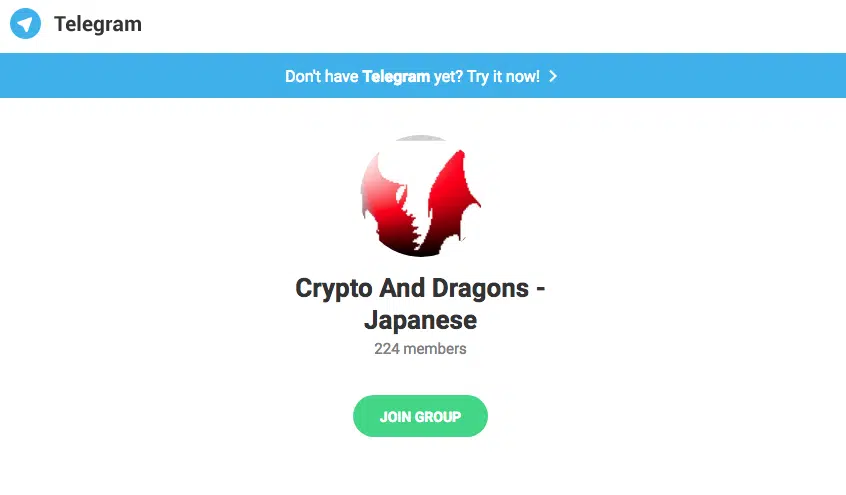 Telegram
Don't have Telegram yet? Try it now!
Crypto And Dragons -
Japanese
224 members
JOIN GROUP